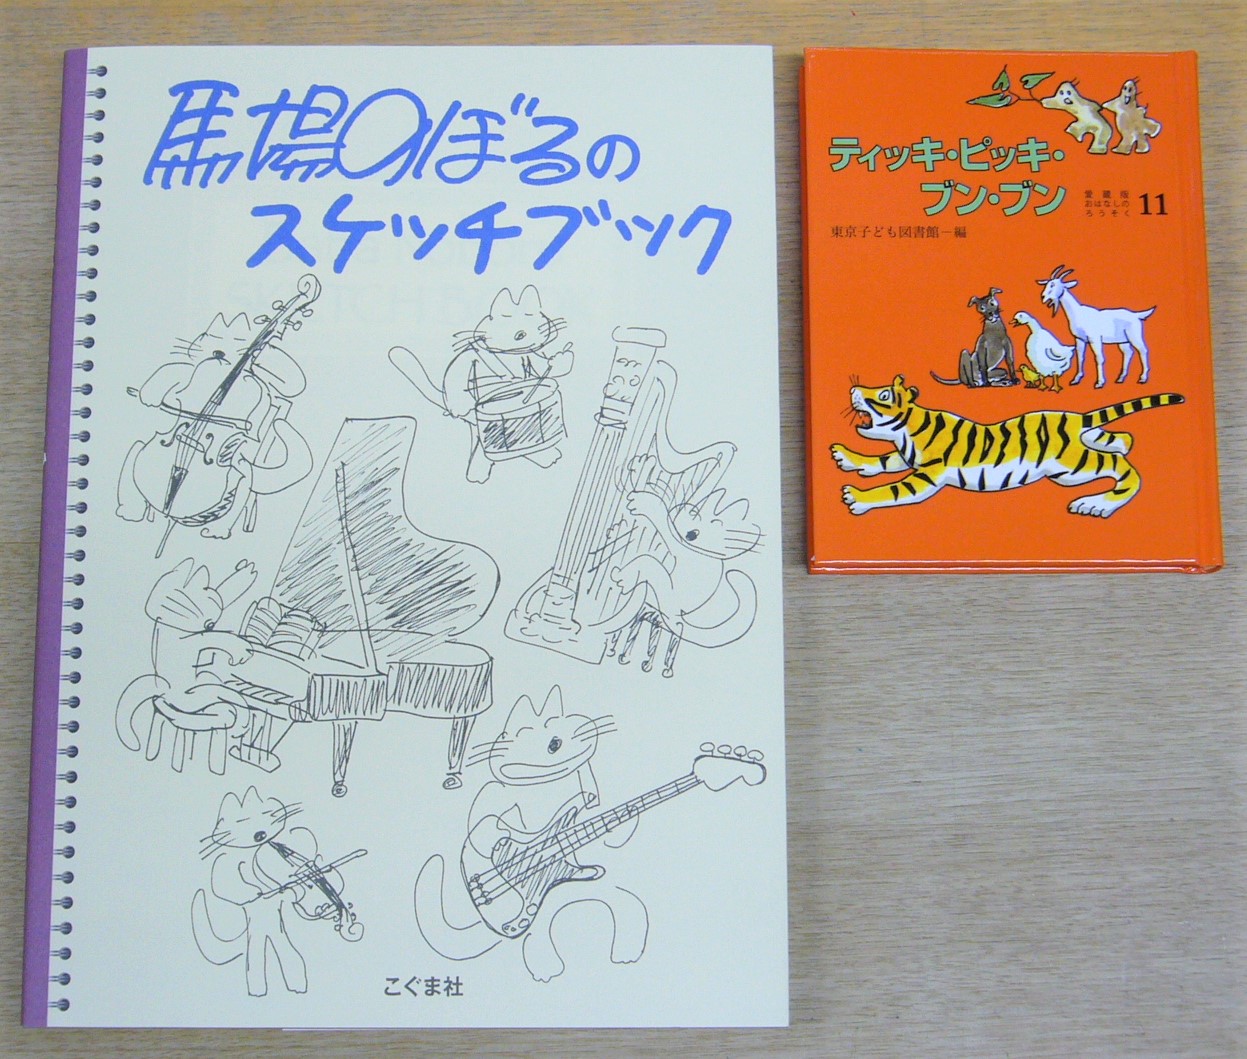 馬場のぼるの
スケッチブック
こぐま社
ティッキ・ピッキ・
ブン・ブン
愛蔵版
おはなしの
ろうそく
11
東京子ども図書館－編